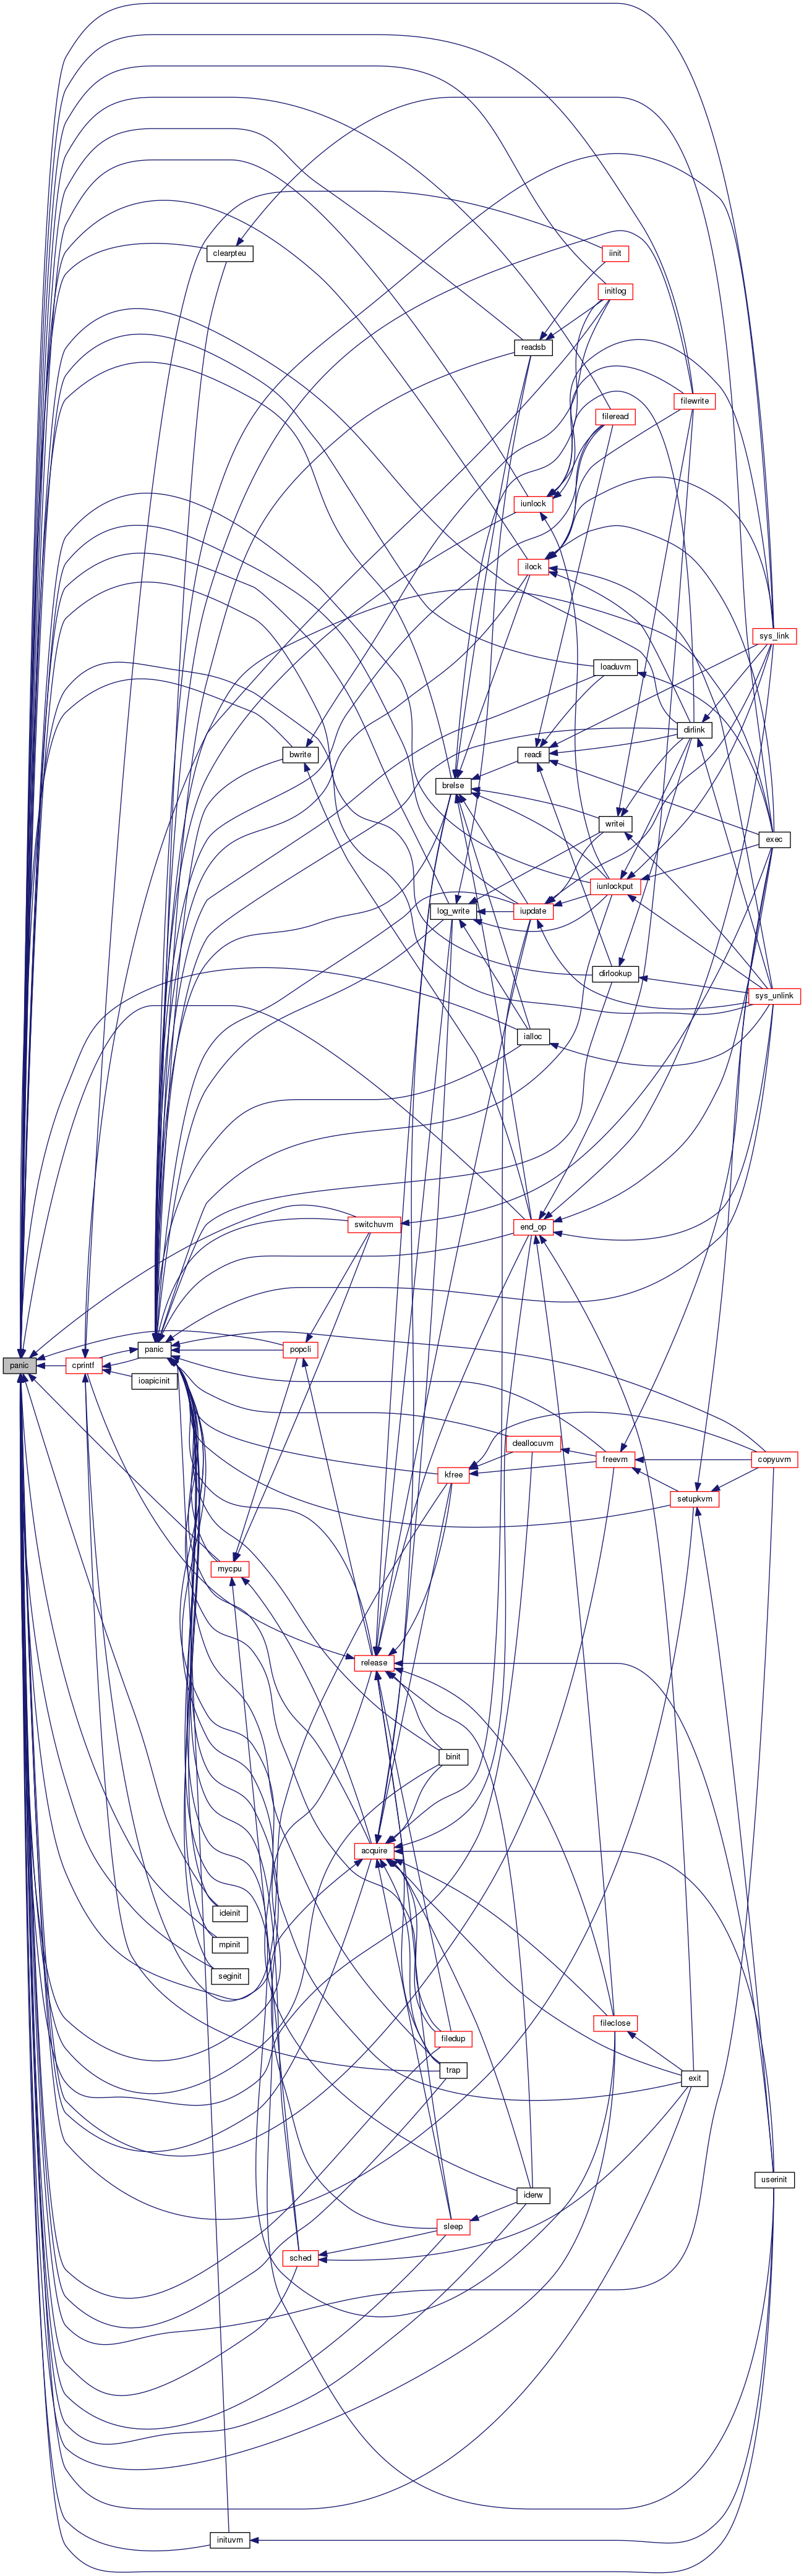 clearpteu
iinit
initlog
readsb
filewrite
fileread
iunlock
ilock
sys_link
loaduvm
dirlink
bwrite
readi
brelse
writei
exec
iunlockput
log_write
iupdate
dirlookup
sys_unlink
ialloc
switchuvm
end_op
panic
cprintf
panic
popcli
ioapicinit
deallocuvm
freevm
copyuvm
kfree
setupkvm
mycpu
release
binit
acquire
ideinit
mpinit
seginit
filedup
fileclose
trap
exit
userinit
iderw
sleep
sched
inituvm